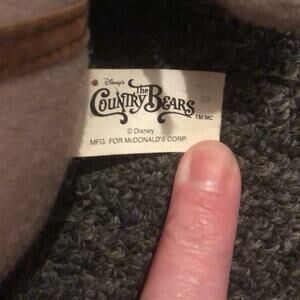 Disney's
The
Country Bears
TM MC
© Disney
MFG. FOR McDONALD'S CORP.